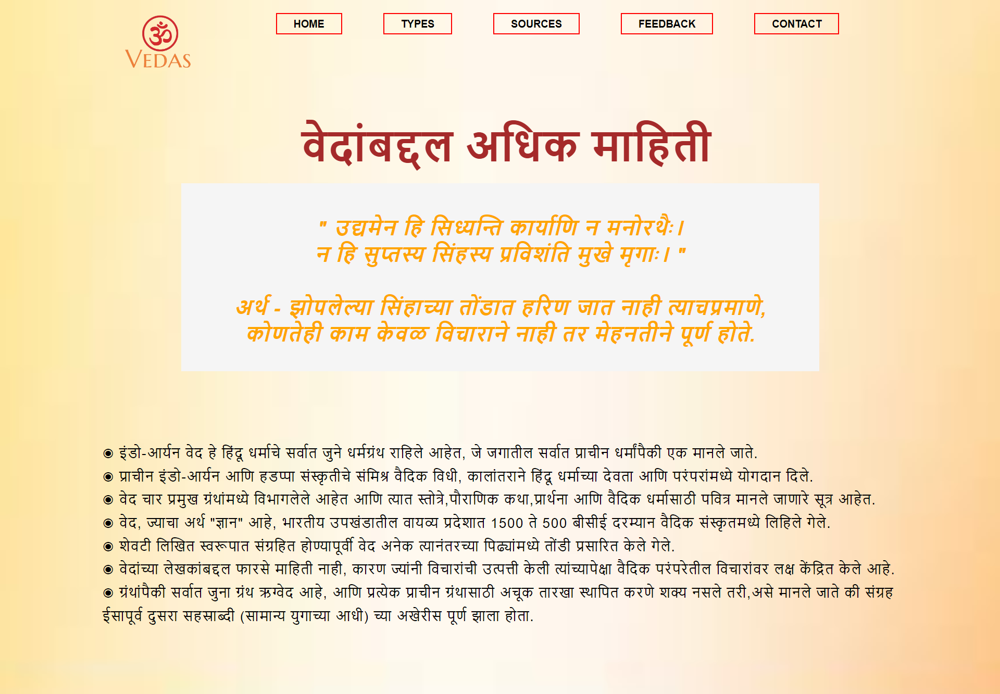 ॐ
VEDAS
HOME TYPES SOURCES FEEDBACK CONTACT
वेदांबद्दल अधिक माहिती
" उद्यमेन हि सिध्यन्ति कार्याणि न मनोरथैः।
न हि सुप्तस्य सिंहस्य प्रविशंति मुखे मृगाः। "
अर्थ - झोपलेल्या सिंहाच्या तोंडात हरिण जात नाही त्याचप्रमाणे,
कोणतेही काम केवळ विचाराने नाही तर मेहनतीने पूर्ण होते.
◉ इंडो-आर्यन वेद हे हिंदू धर्माचे सर्वात जुने धर्मग्रंथ राहिले आहेत, जे जगातील सर्वात प्राचीन धर्मांपैकी एक मानले जाते.
◉ प्राचीन इंडो-आर्यन आणि हडप्पा संस्कृतीचे संमिश्र वैदिक विधी, कालांतराने हिंदू धर्माच्या देवता आणि परंपरांमध्ये योगदान दिले.
◉ वेद चार प्रमुख ग्रंथांमध्ये विभागलेले आहेत आणि त्यात स्तोत्रे,पौराणिक कथा,प्रार्थना आणि वैदिक धर्मासाठी पवित्र मानले जाणारे सूत्र आहेत.
◉ वेद, ज्याचा अर्थ "ज्ञान" आहे, भारतीय उपखंडातील वायव्य प्रदेशात 1500 ते 500 बीसीई दरम्यान वैदिक संस्कृतमध्ये लिहिले गेले.
◉ शेवटी लिखित स्वरूपात संग्रहित होण्यापूर्वी वेद अनेक त्यानंतरच्या पिढ्यांमध्ये तोंडी प्रसारित केले गेले.
◉ वेदांच्या लेखकांबद्दल फारसे माहिती नाही, कारण ज्यांनी विचारांची उत्पत्ती केली त्यांच्यापेक्षा वैदिक परंपरेतील विचारांवर लक्ष केंद्रित केले आहे.
◉ ग्रंथांपैकी सर्वात जुना ग्रंथ ऋग्वेद आहे, आणि प्रत्येक प्राचीन ग्रंथासाठी अचूक तारखा स्थापित करणे शक्य नसले तरी,असे मानले जाते की संग्रह
ईसापूर्व दुसरा सहस्राब्दी (सामान्य युगाच्या आधी) च्या अखेरीस पूर्ण झाला होता.